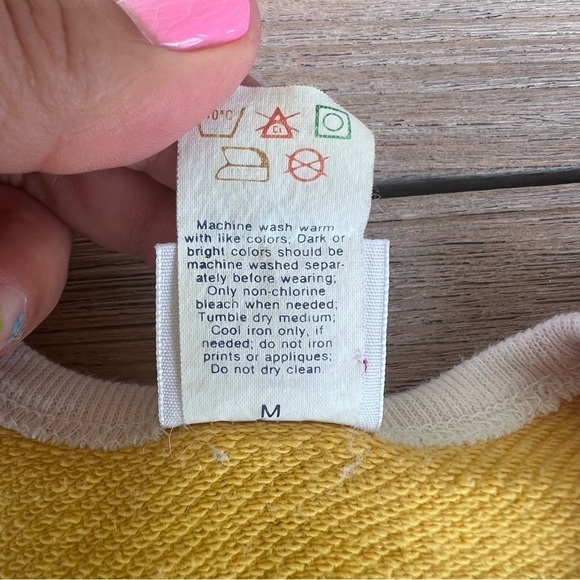 0°C
Cl
Machine wash warm
with like colors; Dark or
bright colors should be
machine washed separ-
ately before wearing;
Only non-chlorine
bleach when needed;
Tumble dry medium;
Cool iron only, if
needed; do not iron
prints or appliques;
Do not dry clean.
M